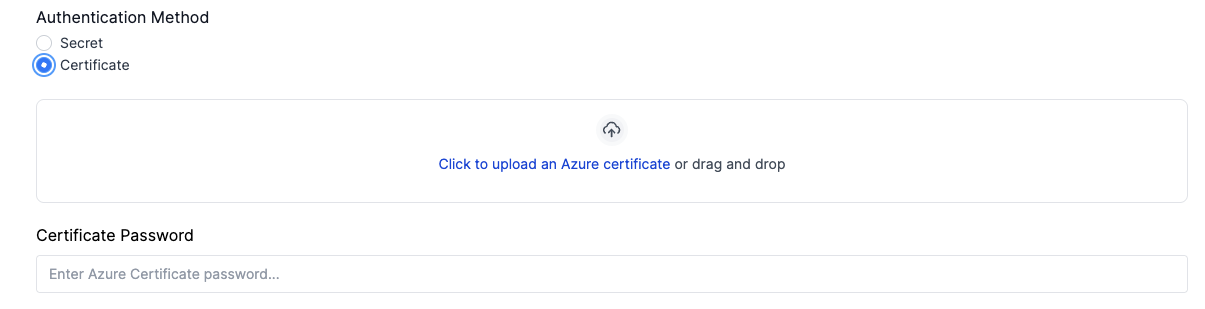 Authentication Method
Secret
Certificate
Click to upload an Azure certificate or drag and drop
Certificate Password
Enter Azure Certificate password...